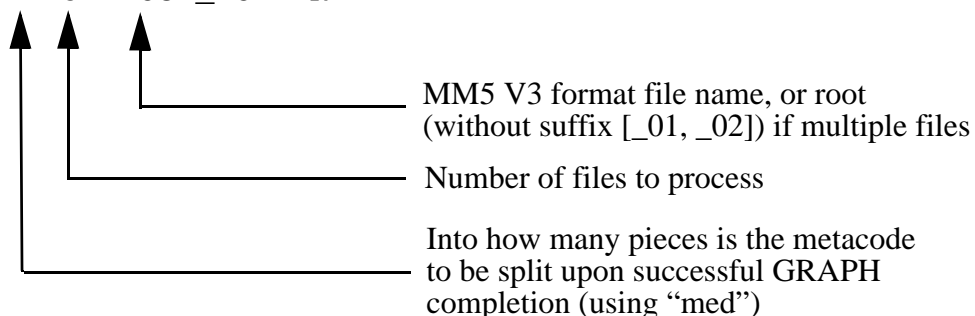 MM5 V3 format file name, or root
(without suffix [_01, _02]) if multiple files
Number of files to process
Into how many pieces is the metacode
to be split upon successful GRAPH
completion (using “med”)